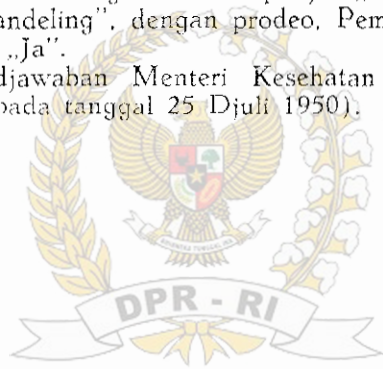 andeling”, dengan prodeo, Pem
„Ja”.
djawaban Menteri Kesehatan
pada tanggal 25 Djuli 1950).
DPR - RI